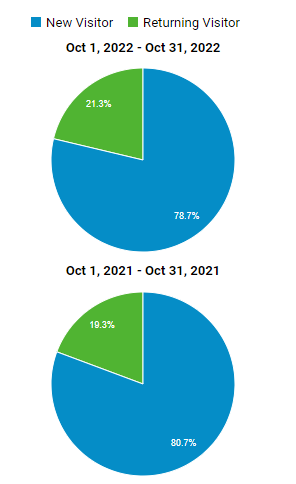 New Visitor Returning Visitor
Oct 1, 2022 - Oct 31, 2022
21.3%
78.7%
Oct 1, 2021 - Oct 31, 2021
19.3%
80.7%